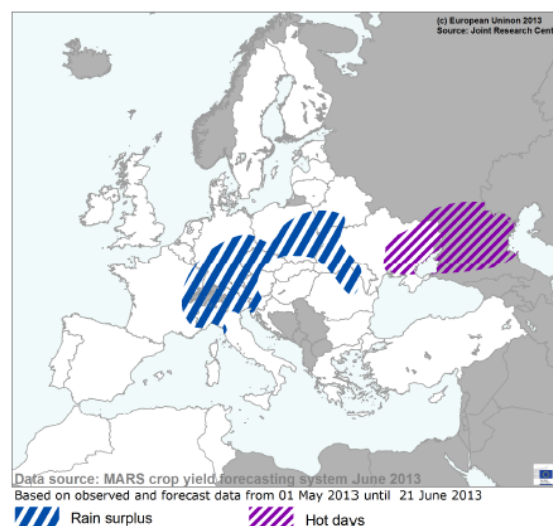 (c) European Uninon 2013
Source: Joint Research Cent
Data source: MARS crop yield forecasting system June 2013
Based on observed and forecast data from 01 May 2013 until 21 June 2013
Rain surplus
Hot days